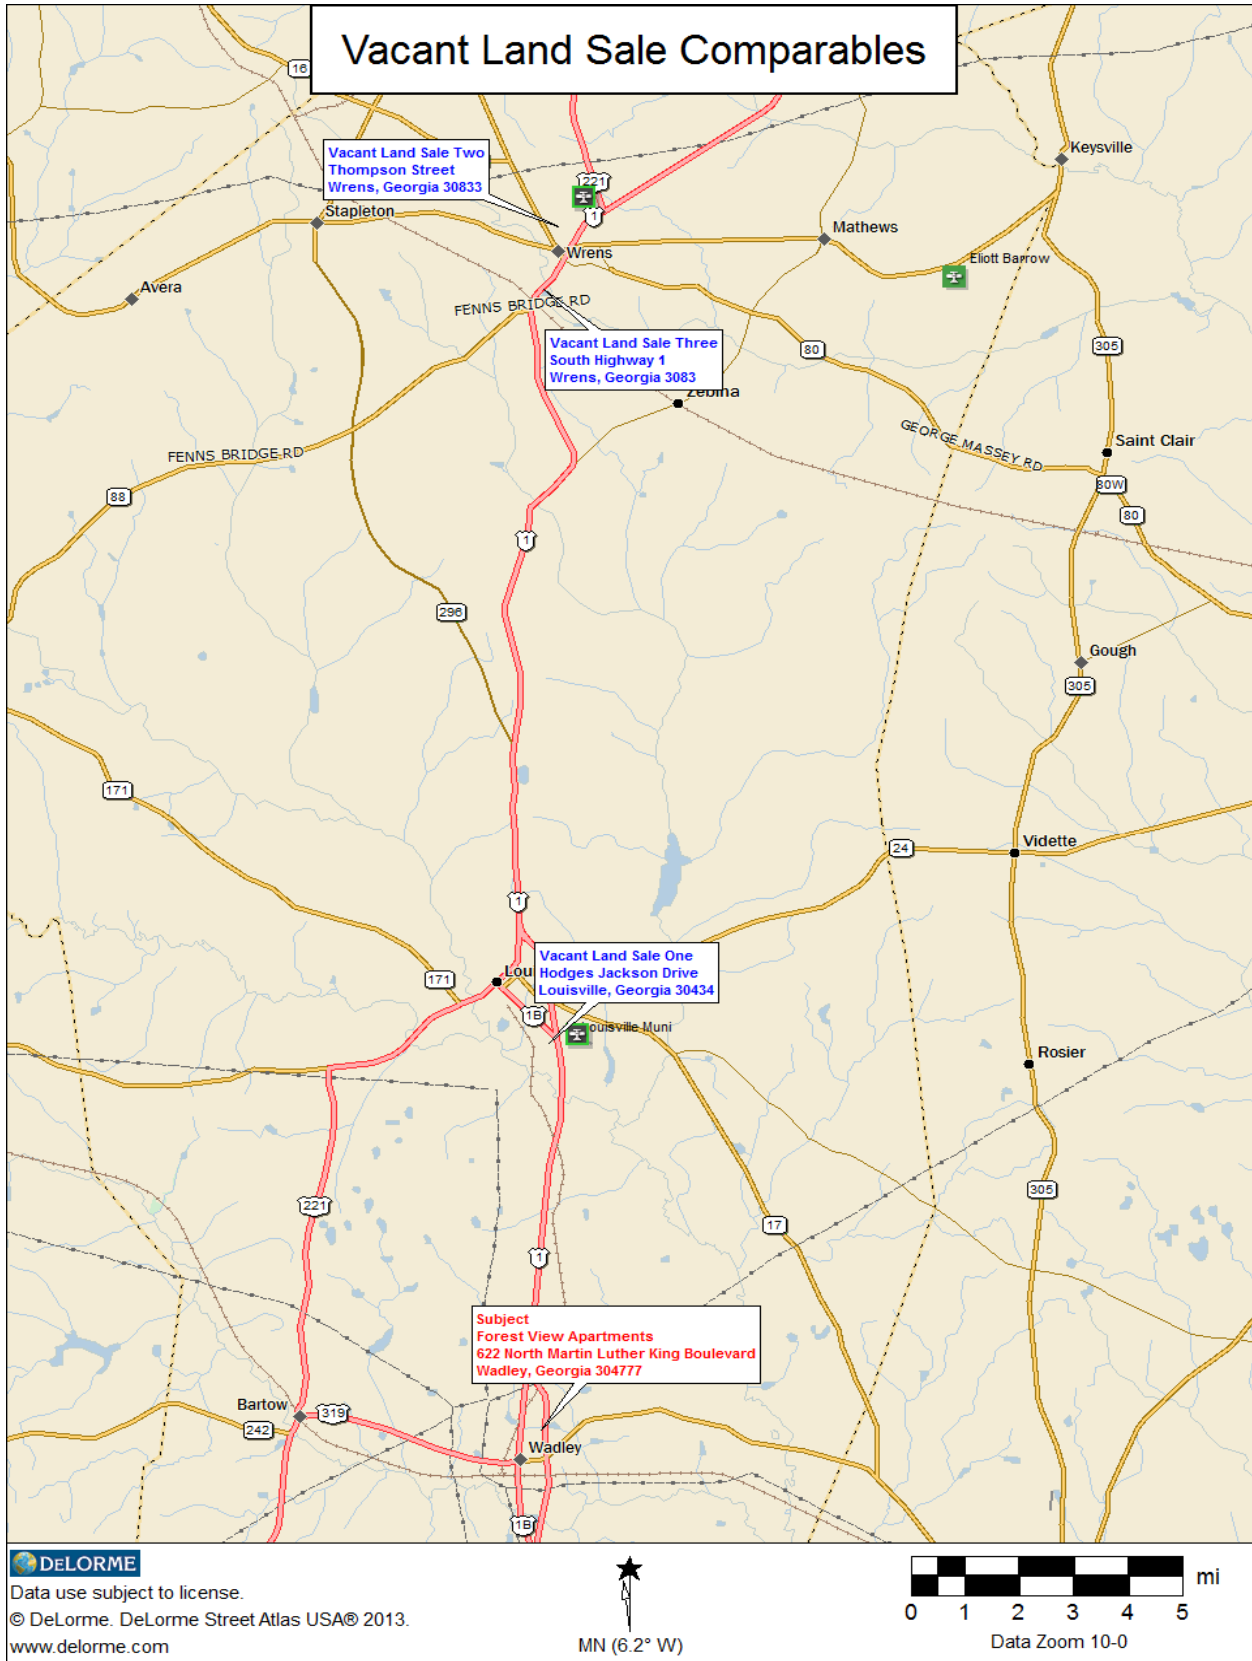 Vacant Land Sale Comparables
16
Keysville
Vacant Land Sale Two
Thompson Street
Wrens, Georgia 30833
221
1
Stapleton
Mathews
Wrens
Eliott Barrow
Avera
FENNS BRIDGE RD
Vacant Land Sale Three
South Highway 1
Wrens, Georgia 3083
80
305
Zebina
GEORGE MASSEY RD
Saint Clair
FENNS BRIDGE RD
80W
88
80
1
296
Gough
305
171
24
Vidette
1
Vacant Land Sale One
Hodges Jackson Drive
Louisville, Georgia 30434
171
Lou
1B
ouisville Muni
Rosier
305
221
17
1
Subject
Forest View Apartments
622 North Martin Luther King Boulevard
Wadley, Georgia 304777
Bartow
319
242
Wadley
1B
DELORME
Data use subject to license.
© DeLorme. DeLorme Street Atlas USA® 2013.
www.delorme.com
MN (6.2° W)
mi
0 1 2 3 4 5
Data Zoom 10-0